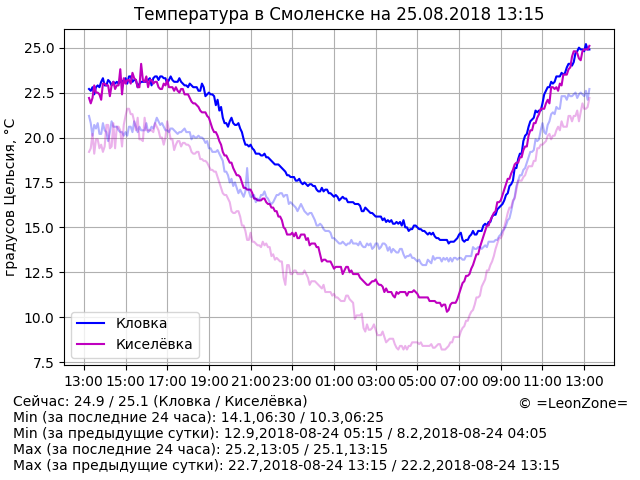 Температура в Смоленске на 25.08.2018 13:15
градусов Цельсия, °C
25.0
22.5
20.0
17.5
15.0
12.5
10.0
7.5
Кловка
Киселёвка
13:00 15:00 17:00 19:00 21:00 23:00 01:00 03:00 05:00 07:00 09:00 11:00 13:00
© =LeonZone=
Сейчас: 24.9 / 25.1 (Кловка / Киселёвка)
Min (за последние 24 часа): 14.1,06:30 / 10.3,06:25
Min (за предыдущие сутки): 12.9,2018-08-24 05:15 / 8.2,2018-08-24 04:05
Max (за последние 24 часа): 25.2,13:05 / 25.1,13:15
Max (за предыдущие сутки): 22.7,2018-08-24 13:15 / 22.2,2018-08-24 13:15